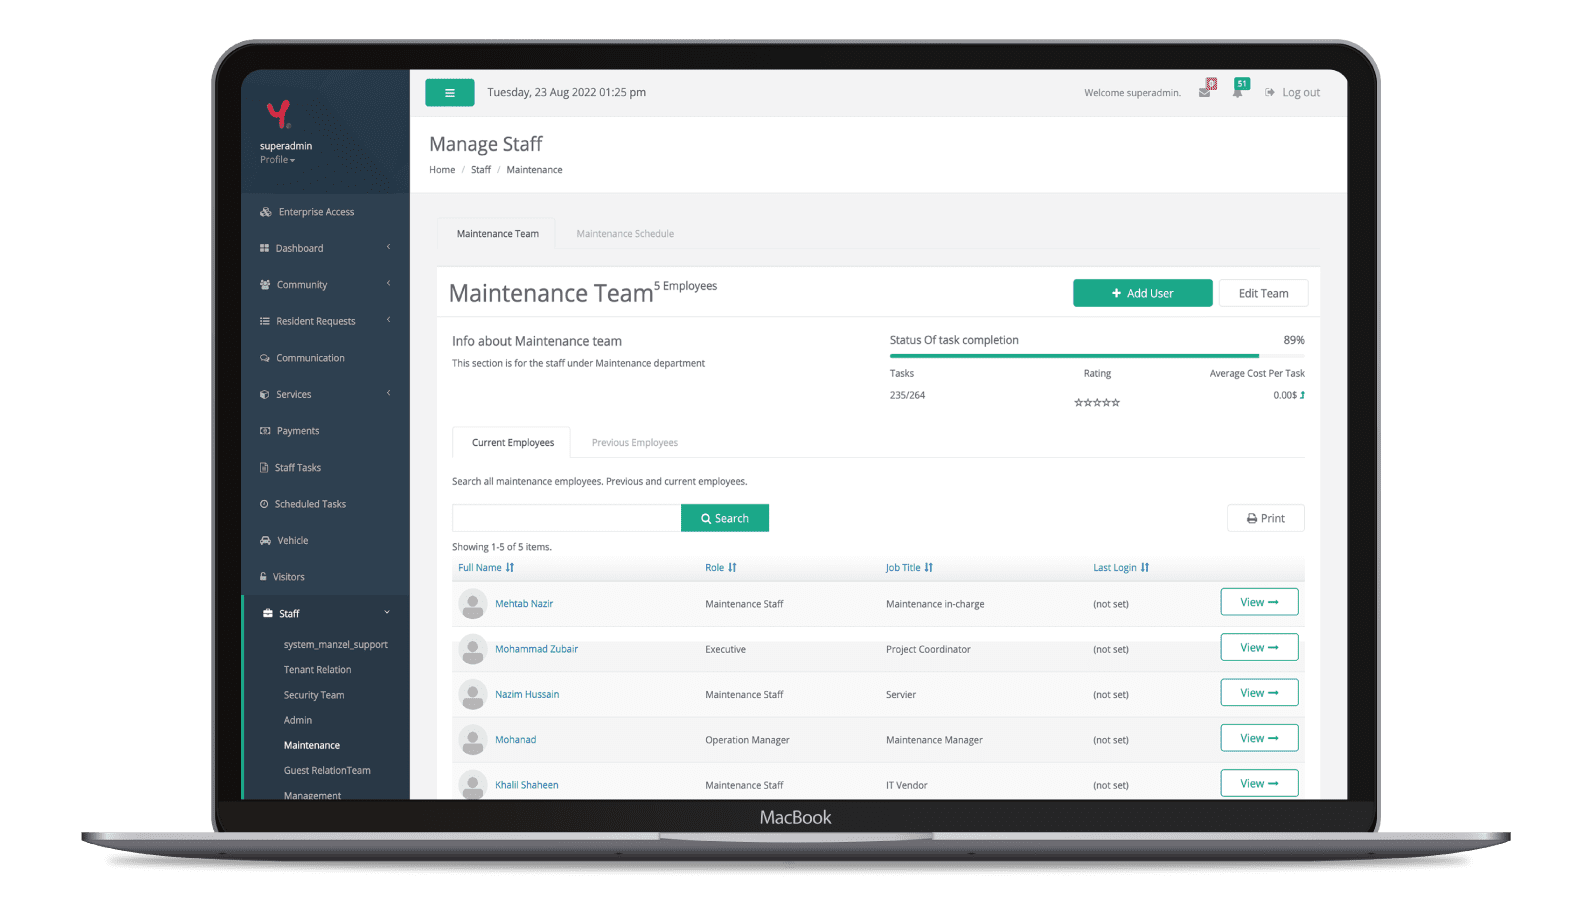 Tuesday, 23 Aug 2022 01:25 pm
Welcome superadmin.
51
Log out
superadmin
Profile
Enterprise Access
Dashboard
Community
Resident Requests
Communication
Services
Payments
Staff Tasks
Scheduled Tasks
Vehicle
Visitors
Staff
system_manzel_support
Tenant Relation
Security Team
Admin
Maintenance
Guest RelationTeam
Management
Manage Staff
Home / Staff / Maintenance
Maintenance Team Maintenance Schedule
Maintenance Team 5 Employees
+ Add User Edit Team
Info about Maintenance team
This section is for the staff under Maintenance department
Status Of task completion 89%
Tasks Rating Average Cost Per Task
235/264 0.00$
Current Employees Previous Employees
Search all maintenance employees. Previous and current employees.
Search Print
Showing 1-5 of 5 items.
Full Name Role Job Title Last Login
Mehtab Nazir Maintenance Staff Maintenance in-charge (not set) View
Mohammad Zubair Executive Project Coordinator (not set) View
Nazim Hussain Maintenance Staff Servier (not set) View
Mohanad Operation Manager Maintenance Manager (not set) View
Khalil Shaheen Maintenance Staff IT Vendor (not set) View
MacBook